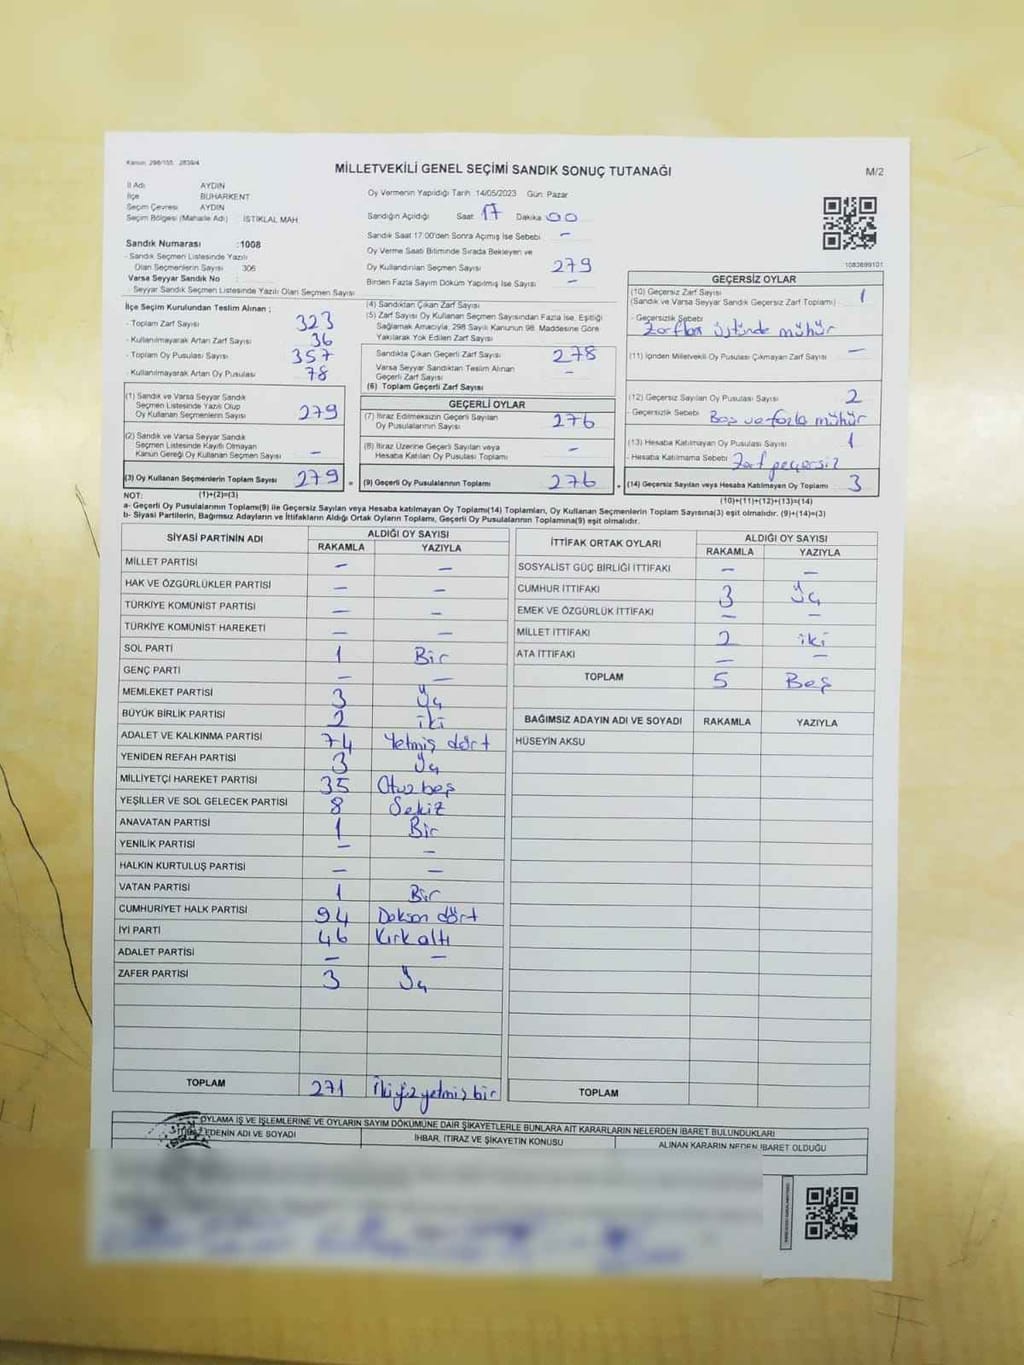 Kanun: 298/155 2839/4
MİLLETVEKİLİ GENEL SEÇİMİ SANDIK SONUÇ TUTANAĞI
M/2
İl Adı AYDIN
İlçe BUHARKENT
Seçim Çevresi AYDIN
Seçim Bölgesi (Mahalle Adı) İSTİKLAL MAH
Sandık Numarası :1008
- Sandık Seçmen Listesinde Yazılı
Olan Seçmenlerin Sayısı 306
Varsa Seyyar Sandık No :
- Seyyar Sandık Seçmen Listesinde Yazılı Olan Seçmen Sayısı
Oy Vermenin Yapıldığı Tarih 14/05/2023 Gün: Pazar
Sandığın Açıldığı Saat 17 Dakika 00
Sandık Saat 17:00'den Sonra Açılmış İse Sebebi -
Oy Verme Saati Bitiminde Sırada Bekleyen ve
Oy Kullandırılan Seçmen Sayısı 279
Birden Fazla Sayım Döküm Yapılmış İse Sayısı -
1083699101
İlçe Seçim Kurulundan Teslim Alınan ;
- Toplam Zarf Sayısı 323
- Kullanılmayarak Artan Zarf Sayısı 36
- Toplam Oy Pusulası Sayısı 357
- Kullanılmayarak Artan Oy Pusulası 78
(1) Sandık ve Varsa Seyyar Sandık
Seçmen Listesinde Yazılı Olup
Oy Kullanan Seçmenlerin Sayısı 279
(2) Sandık ve Varsa Seyyar Sandık
Seçmen Listesinde Kayıtlı Olmayan
Kanun Gereği Oy Kullanan Seçmen Sayısı -
(3) Oy Kullanan Seçmenlerin Toplam Sayısı 279 =
(4) Sandıktan Çıkan Zarf Sayısı
(5) Zarf Sayısı Oy Kullanan Seçmen Sayısından Fazla İse, Eşitliği
Sağlamak Amacıyla, 298 Sayılı Kanunun 98. Maddesine Göre
Yakılarak Yok Edilen Zarf Sayısı
Sandıkta Çıkan Geçerli Zarf Sayısı 278
Varsa Seyyar Sandıktan Teslim Alınan
Geçerli Zarf Sayısı -
(6) Toplam Geçerli Zarf Sayısı
GEÇERLİ OYLAR
(7) İtiraz Edilmeksizin Geçerli Sayılan
Oy Pusulalarının Sayısı 276
(8) İtiraz Üzerine Geçerli Sayılan veya
Hesaba Katılan Oy Pusulası Toplamı -
(9) Geçerli Oy Pusulalarının Toplamı 276 +
GEÇERSİZ OYLAR
(10) Geçersiz Zarf Sayısı 1
(Sandık ve Varsa Seyyar Sandık Geçersiz Zarf Toplamı)
- Geçersizlik Sebebi
Zarfları üstünde mühür
(11) İçinden Milletvekili Oy Pusulası Çıkmayan Zarf Sayısı -
(12) Geçersiz Sayılan Oy Pusulası Sayısı 2
- Geçersizlik Sebebi Boş ve fazla mühür
(13) Hesaba Katılmayan Oy Pusulası Sayısı 1
- Hesaba Katılmama Sebebi Zarf geçersiz
(14) Geçersiz Sayılan veya Hesaba Katılmayan Oy Toplamı 3
NOT: (1)+(2)=(3) (10)+(11)+(12)+(13)=(14)
a- Geçerli Oy Pusulalarının Toplamı(9) ile Geçersiz Sayılan veya Hesaba katılmayan Oy Toplamı(14) Toplamları, Oy Kullanan Seçmenlerin Toplam Sayısına(3) eşit olmalıdır. (9)+(14)=(3)
b- Siyasi Partilerin, Bağımsız Adayların ve İttifakların Aldığı Ortak Oyların Toplamı, Geçerli Oy Pusulalarının Toplamına(9) eşit olmalıdır.
SİYASİ PARTİNİN ADI ALDIĞI OY SAYISI
RAKAMLA YAZIYLA
MİLLET PARTİSİ - -
HAK VE ÖZGÜRLÜKLER PARTİSİ - -
TÜRKİYE KOMÜNİST PARTİSİ - -
TÜRKİYE KOMÜNİST HAREKETİ - -
SOL PARTİ 1 Bir
GENÇ PARTİ - -
MEMLEKET PARTİSİ 3 Üç
BÜYÜK BİRLİK PARTİSİ 2 iki
ADALET VE KALKINMA PARTİSİ 74 Yetmiş dört
YENİDEN REFAH PARTİSİ 3 Üç
MİLLİYETÇİ HAREKET PARTİSİ 35 Otuz beş
YEŞİLLER VE SOL GELECEK PARTİSİ 8 Sekiz
ANAVATAN PARTİSİ 1 Bir
YENİLİK PARTİSİ - -
HALKIN KURTULUŞ PARTİSİ - -
VATAN PARTİSİ 1 Bir
CUMHURİYET HALK PARTİSİ 94 Doksan dört
İYİ PARTİ 46 Kırk altı
ADALET PARTİSİ - -
ZAFER PARTİSİ 3 Üç
TOPLAM 271 İkiyüzyetmiş bir
İTTİFAK ORTAK OYLARI ALDIĞI OY SAYISI
RAKAMLA YAZIYLA
SOSYALİST GÜÇ BİRLİĞİ İTTİFAKI - -
CUMHUR İTTİFAKI 3 Üç
EMEK VE ÖZGÜRLÜK İTTİFAKI - -
MİLLET İTTİFAKI 2 iki
ATA İTTİFAKI - -
TOPLAM 5 Beş
BAĞIMSIZ ADAYIN ADI VE SOYADI RAKAMLA YAZIYLA
HÜSEYİN AKSU
TOPLAM
OYLAMA İŞ VE İŞLEMLERİNE VE OYLARIN SAYIM DÖKÜMÜNE DAİR ŞİKAYETLERLE BUNLARA AİT KARARLARIN NELERDEN İBARET BULUNDUKLARI
EDENİN ADI VE SOYADI İHBAR, İTİRAZ VE ŞİKAYETİN KONUSU ALINAN KARARIN NEDEN İBARET OLDUĞU